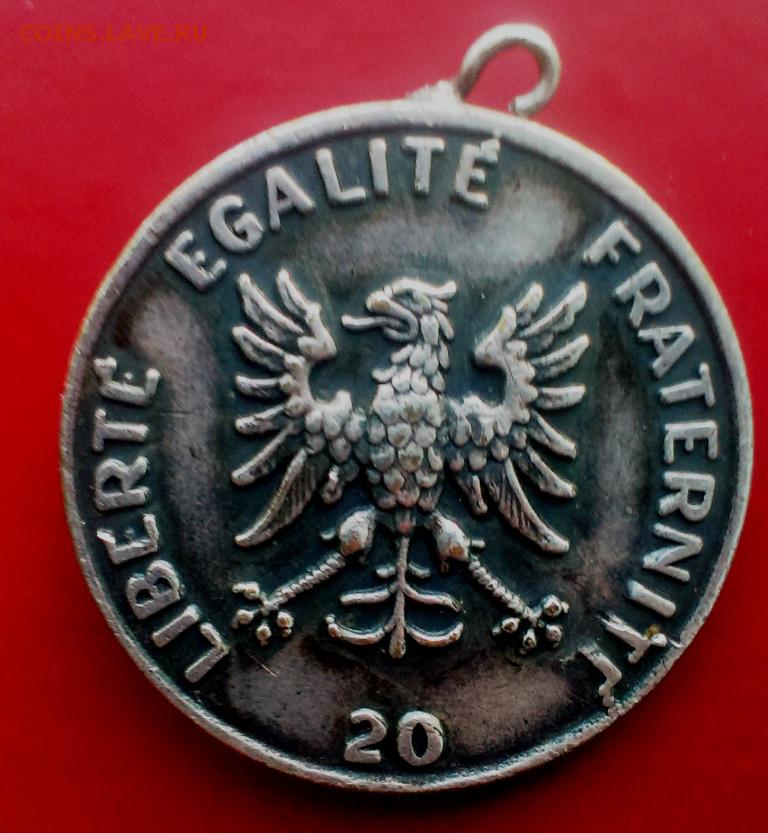 COINS.LAVE.RU
LIBERTÉ EGALITÉ FRATERNITÉ
20